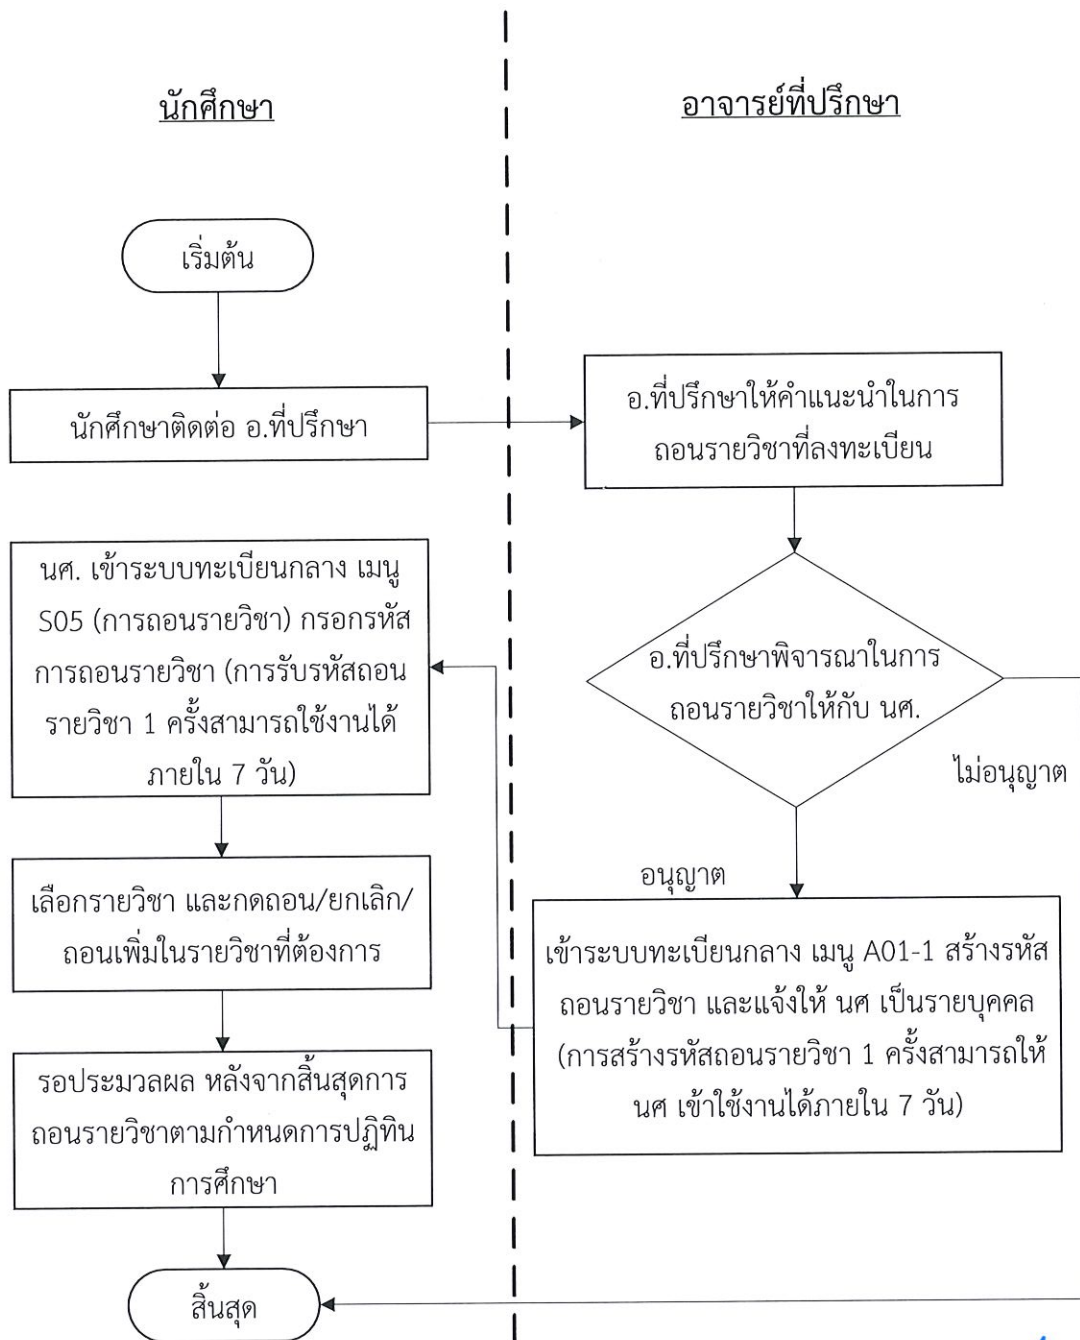 นักศึกษา
อาจารย์ที่ปรึกษา
เริ่มต้น
นักศึกษาติดต่อ อ.ที่ปรึกษา
อ.ที่ปรึกษาให้คำแนะนำในการ
ถอนรายวิชาที่ลงทะเบียน
อ.ที่ปรึกษาพิจารณาในการ
ถอนรายวิชาให้กับ นศ.
ไม่อนุญาต
อนุญาต
เข้าระบบทะเบียนกลาง เมนู A01-1 สร้างรหัส
ถอนรายวิชา และแจ้งให้ นศ เป็นรายบุคคล
(การสร้างรหัสถอนรายวิชา 1 ครั้งสามารถให้
นศ เข้าใช้งานได้ภายใน 7 วัน)
นศ. เข้าระบบทะเบียนกลาง เมนู
S05 (การถอนรายวิชา) กรอกรหัส
การถอนรายวิชา (การรับรหัสถอน
รายวิชา 1 ครั้งสามารถใช้งานได้
ภายใน 7 วัน)
เลือกรายวิชา และกดถอน/ยกเลิก/
ถอนเพิ่มในรายวิชาที่ต้องการ
รอประมวลผล หลังจากสิ้นสุดการ
ถอนรายวิชาตามกำหนดการปฏิทิน
การศึกษา
สิ้นสุด